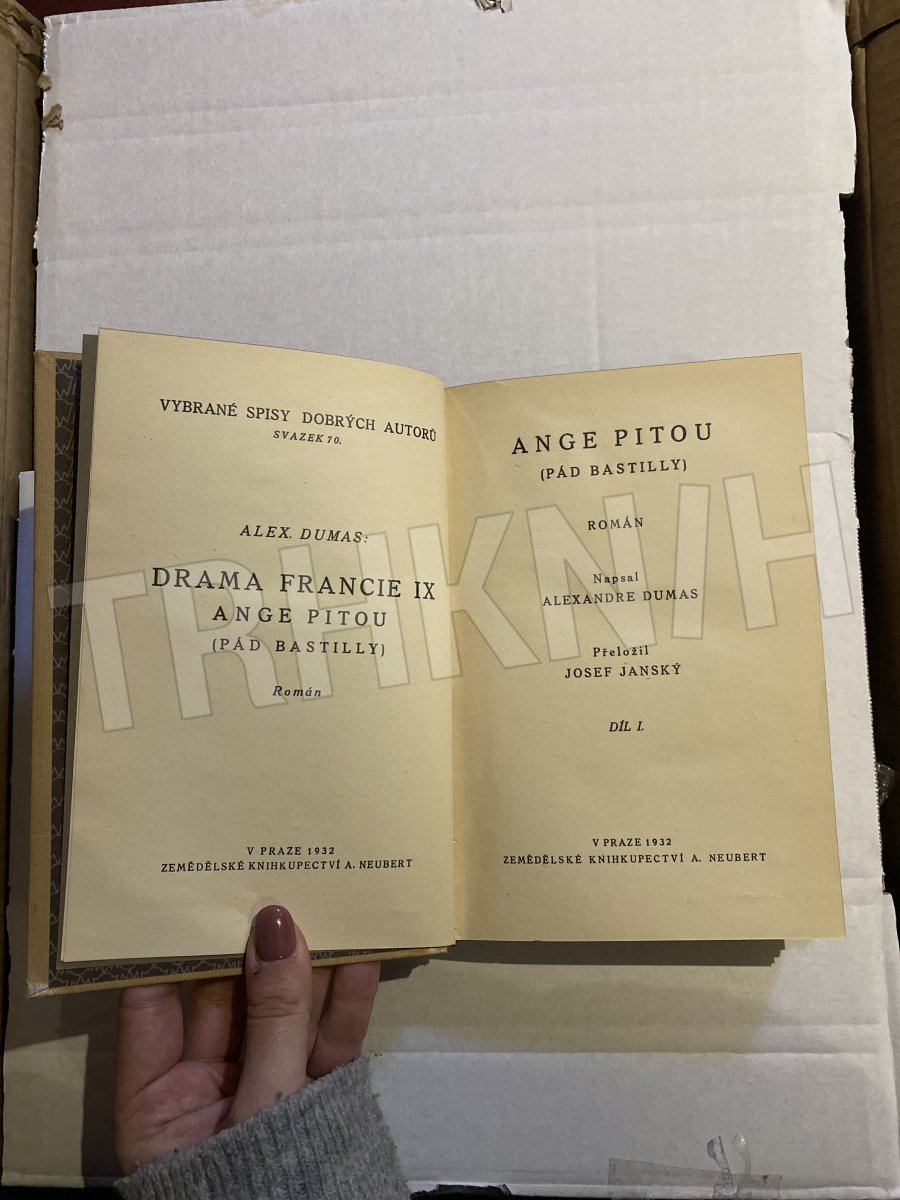 VYBRANÉ SPISY DOBRÝCH AUTORŮ
SVAZEK 70.
ALEX. DUMAS:
DRAMA FRANCIE IX
ANGE PITOU
(PÁD BASTILLY)
Román
V PRAZE 1932
ZEMĚDĚLSKÉ KNIHKUPECTVÍ A. NEUBERT
ANGE PITOU
(PÁD BASTILLY)
ROMÁN
Napsal
ALEXANDRE DUMAS
Přeložil
JOSEF JANSKÝ
DÍL I.
V PRAZE 1932
ZEMĚDĚLSKÉ KNIHKUPECTVÍ A. NEUBERT
TRHKNIH